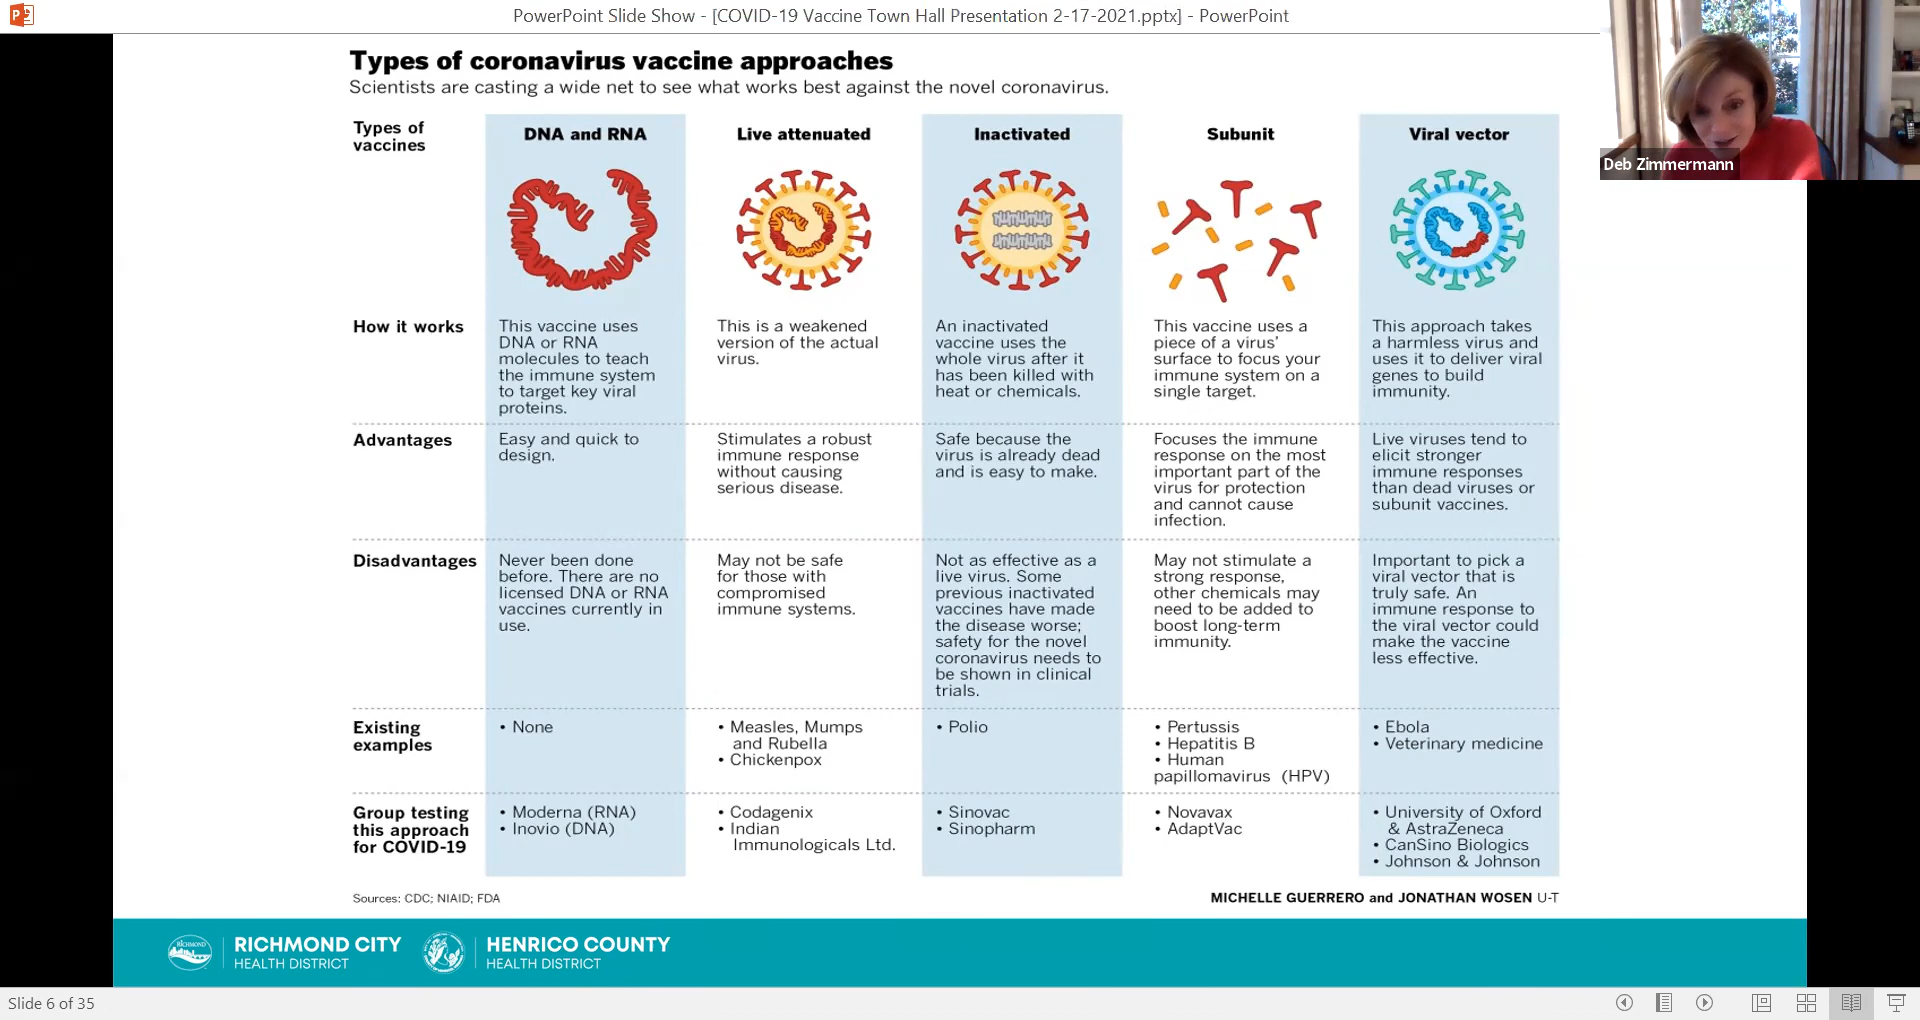 PowerPoint Slide Show - [COVID-19 Vaccine Town Hall Presentation 2-17-2021.pptx] - PowerPoint
Deb Zimmermann
Types of coronavirus vaccine approaches
Scientists are casting a wide net to see what works best against the novel coronavirus.
Types of
vaccines
DNA and RNA
Live attenuated
Inactivated
Subunit
Viral vector
How it works
This vaccine uses
DNA or RNA
molecules to teach
the immune system
to target key viral
proteins.
This is a weakened
version of the actual
virus.
An inactivated
vaccine uses the
whole virus after it
has been killed with
heat or chemicals.
This vaccine uses a
piece of a virus’
surface to focus your
immune system on a
single target.
This approach takes
a harmless virus and
uses it to deliver viral
genes to build
immunity.
Advantages
Easy and quick to
design.
Stimulates a robust
immune response
without causing
serious disease.
Safe because the
virus is already dead
and is easy to make.
Focuses the immune
response on the most
important part of the
virus for protection
and cannot cause
infection.
Live viruses tend to
elicit stronger
immune responses
than dead viruses or
subunit vaccines.
Disadvantages
Never been done
before. There are no
licensed DNA or RNA
vaccines currently in
use.
May not be safe
for those with
compromised
immune systems.
Not as effective as a
live virus. Some
previous inactivated
vaccines have made
the disease worse;
safety for the novel
coronavirus needs to
be shown in clinical
trials.
May not stimulate a
strong response,
other chemicals may
need to be added to
boost long-term
immunity.
Important to pick a
viral vector that is
truly safe. An
immune response to
the viral vector could
make the vaccine
less effective.
Existing
examples
• None
• Measles, Mumps
and Rubella
• Chickenpox
• Polio
• Pertussis
• Hepatitis B
• Human
papillomavirus (HPV)
• Ebola
• Veterinary medicine
Group testing
this approach
for COVID-19
• Moderna (RNA)
• Inovio (DNA)
• Codagenix
• Indian
Immunologicals Ltd.
• Sinovac
• Sinopharm
• Novavax
• AdaptVac
• University of Oxford
& AstraZeneca
• CanSino Biologics
• Johnson & Johnson
Sources: CDC; NIAID; FDA
MICHELLE GUERRERO and JONATHAN WOSEN U-T
RICHMOND
RICHMOND CITY
HEALTH DISTRICT
HENRICO COUNTY
HEALTH DISTRICT
Slide 6 of 35